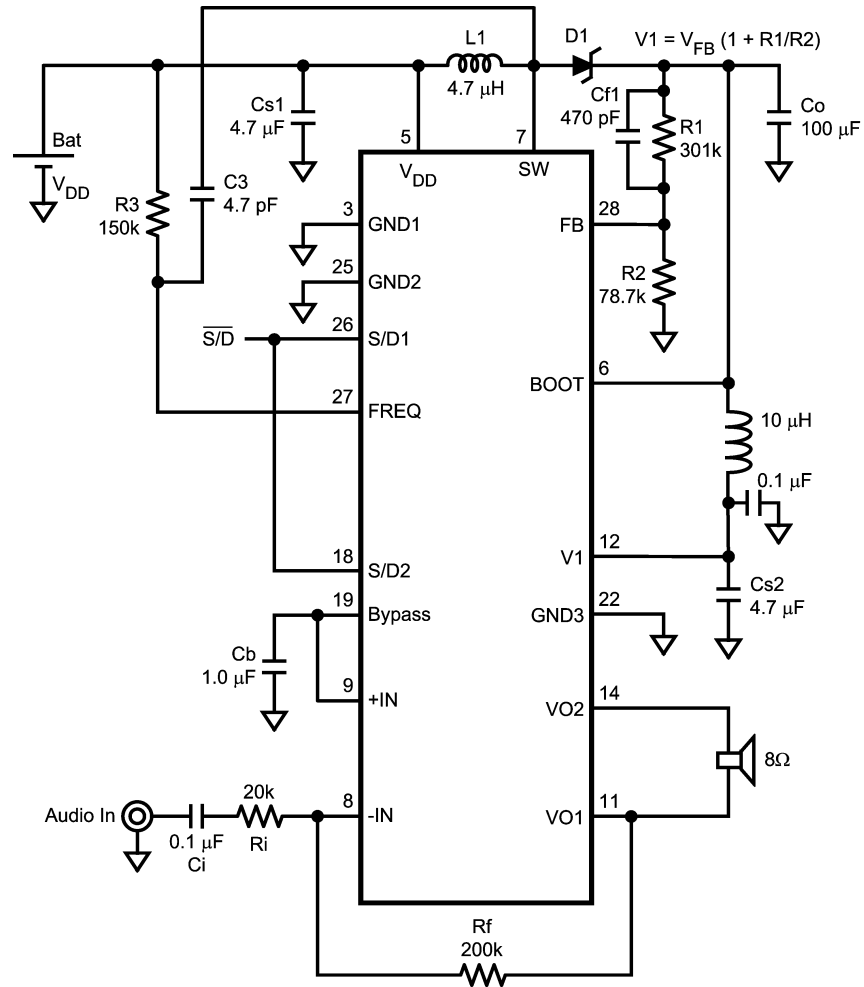 L1
4.7 μH
D1
V1 = VFB (1 + R1/R2)
Cs1
4.7 μF
Cf1
470 pF
R1
301k
Co
100 μF
Bat
VDD
5
VDD
7
SW
R3
150k
C3
4.7 pF
3
GND1
28
FB
25
GND2
R2
78.7k
S/D
26
S/D1
27
FREQ
6
BOOT
10 μH
0.1 μF
18
S/D2
12
V1
Cs2
4.7 μF
19
Bypass
22
GND3
Cb
1.0 μF
9
+IN
14
VO2
8Ω
Audio In
0.1 μF
Ci
20k
Ri
8
-IN
11
VO1
Rf
200k